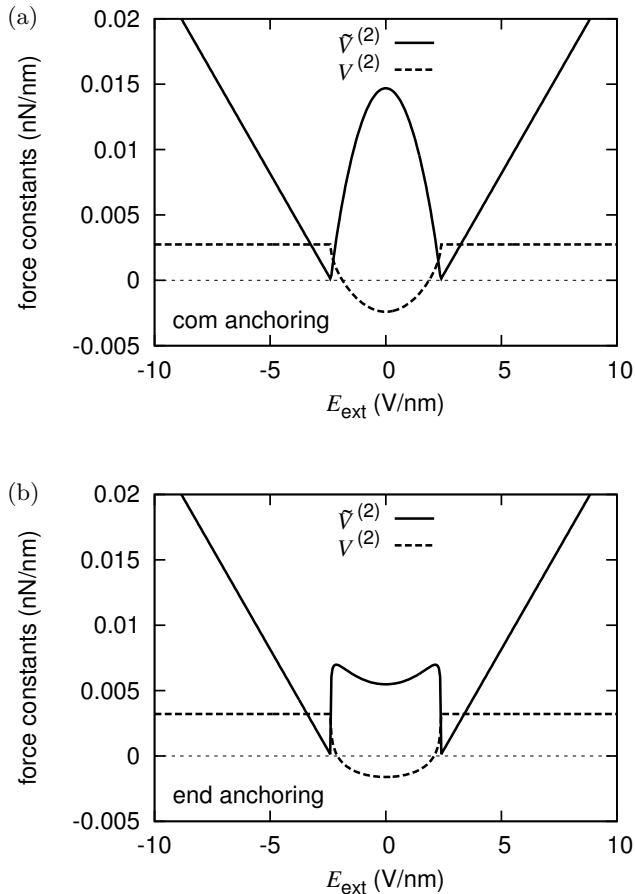 (a)
0.02
0.015
0.01
0.005
0
-0.005
force constants (nN/nm)
Ṽ(2)
V(2)
com anchoring
-10 -5 0 5 10
Eext (V/nm)
(b)
0.02
0.015
0.01
0.005
0
-0.005
force constants (nN/nm)
Ṽ(2)
V(2)
end anchoring
-10 -5 0 5 10
Eext (V/nm)